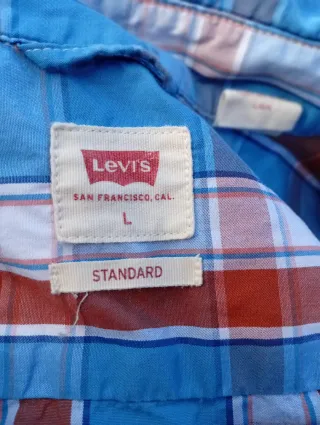 Levi's
SAN FRANCISCO, CAL.
L
STANDARD